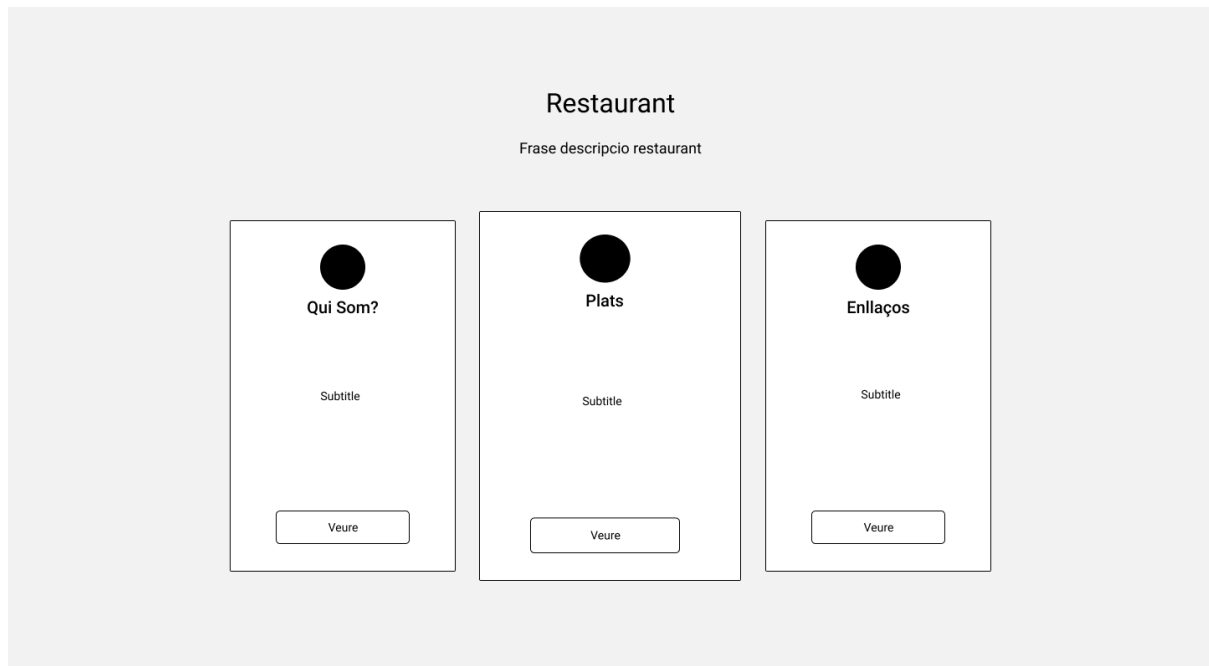 Restaurant
Frase descripcio restaurant
Qui Som?
Subtitle
Veure
Plats
Subtitle
Veure
Enllaços
Subtitle
Veure